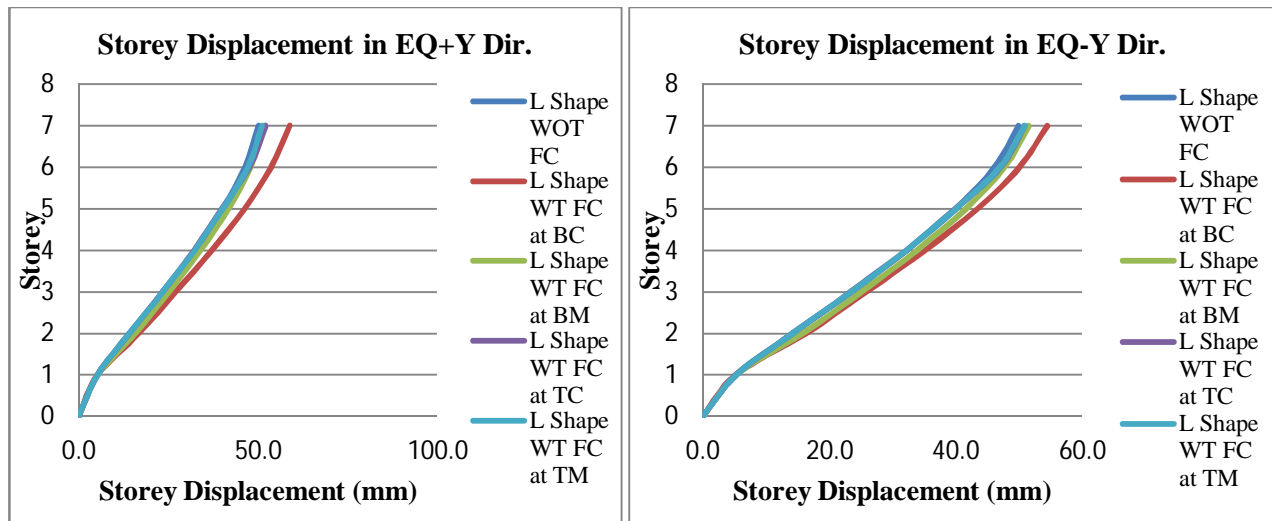 Storey Displacement in EQ+Y Dir.
8
7
6
5
4
3
2
1
0
Storey
0.0
50.0
100.0
Storey Displacement (mm)
L Shape
WOT
FC
L Shape
WT FC
at BC
L Shape
WT FC
at BM
L Shape
WT FC
at TC
L Shape
WT FC
at TM
Storey Displacement in EQ-Y Dir.
8
7
6
5
4
3
2
1
0
Storey
0.0
20.0
40.0
60.0
Storey Displacement (mm)
L Shape
WOT
FC
L Shape
WT FC
at BC
L Shape
WT FC
at BM
L Shape
WT FC
at TC
L Shape
WT FC
at TM